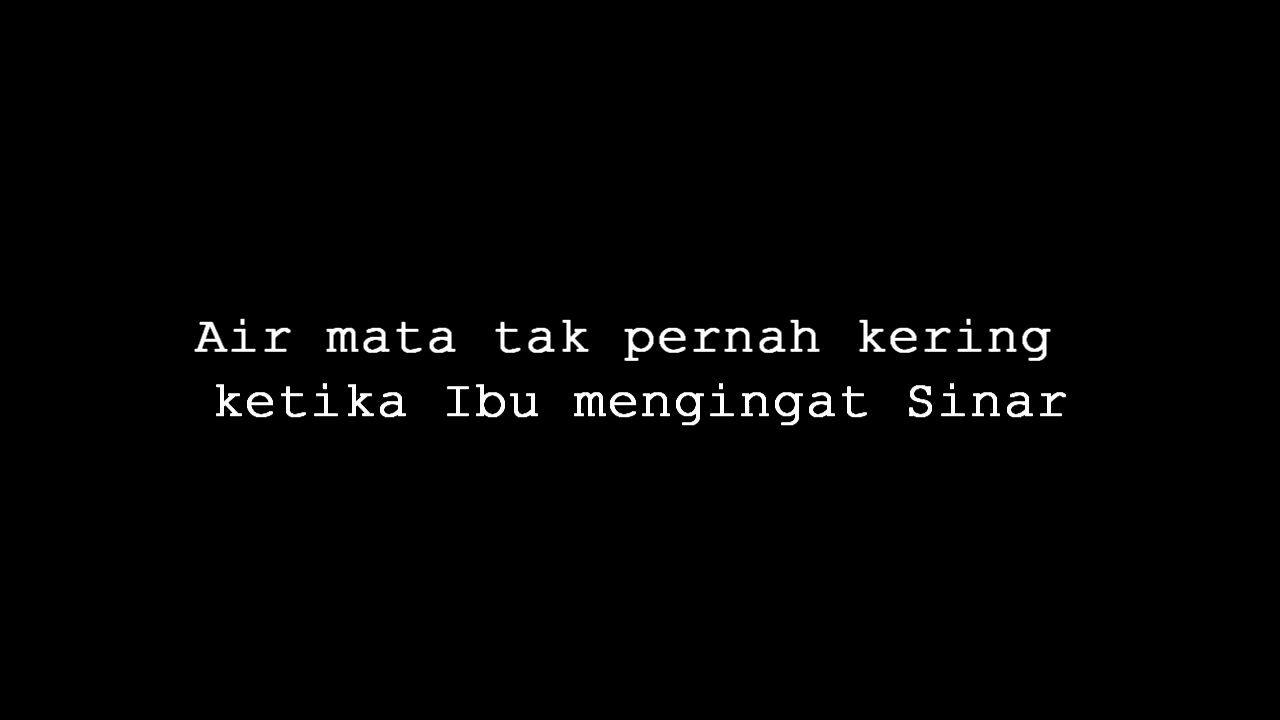 Air mata tak pernah kering
ketika Ibu mengingat Sinar